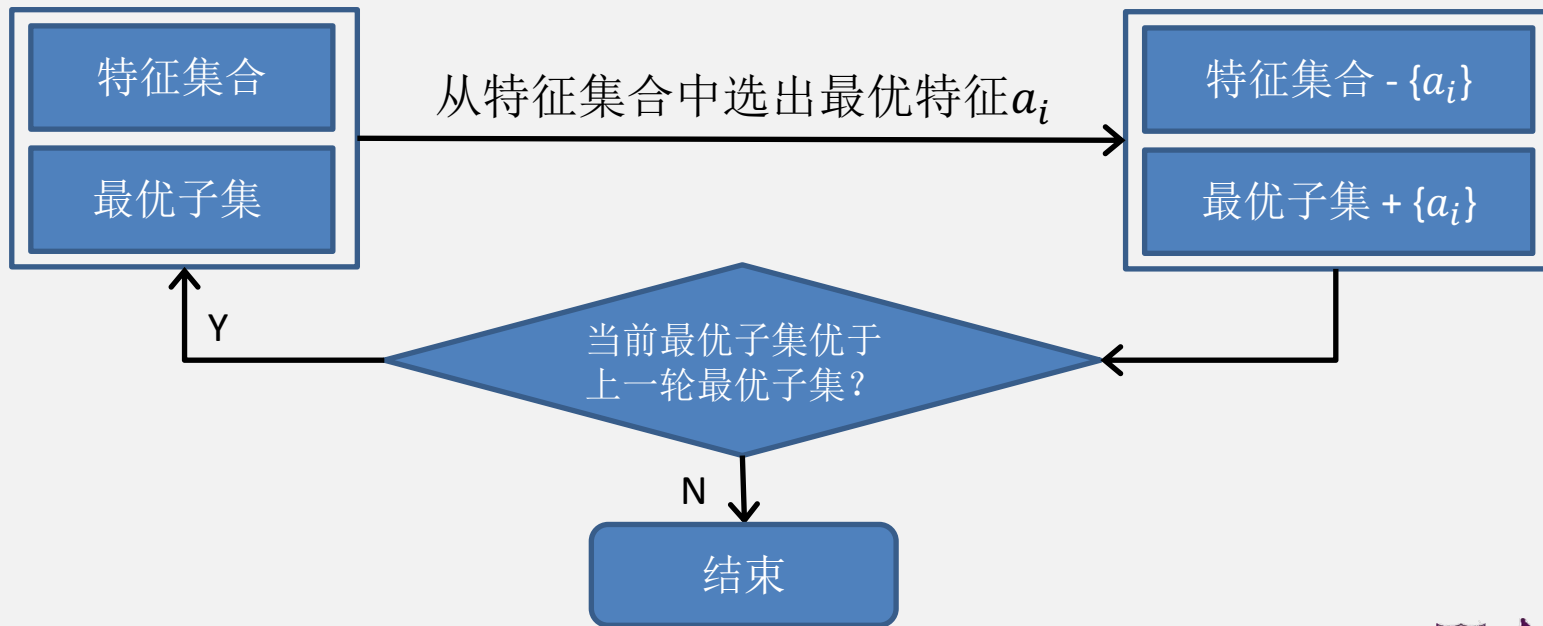 特征集合
最优子集
从特征集合中选出最优特征a_i
特征集合 - {a_i}
最优子集 + {a_i}
当前最优子集优于
上一轮最优子集？
Y
N
结束